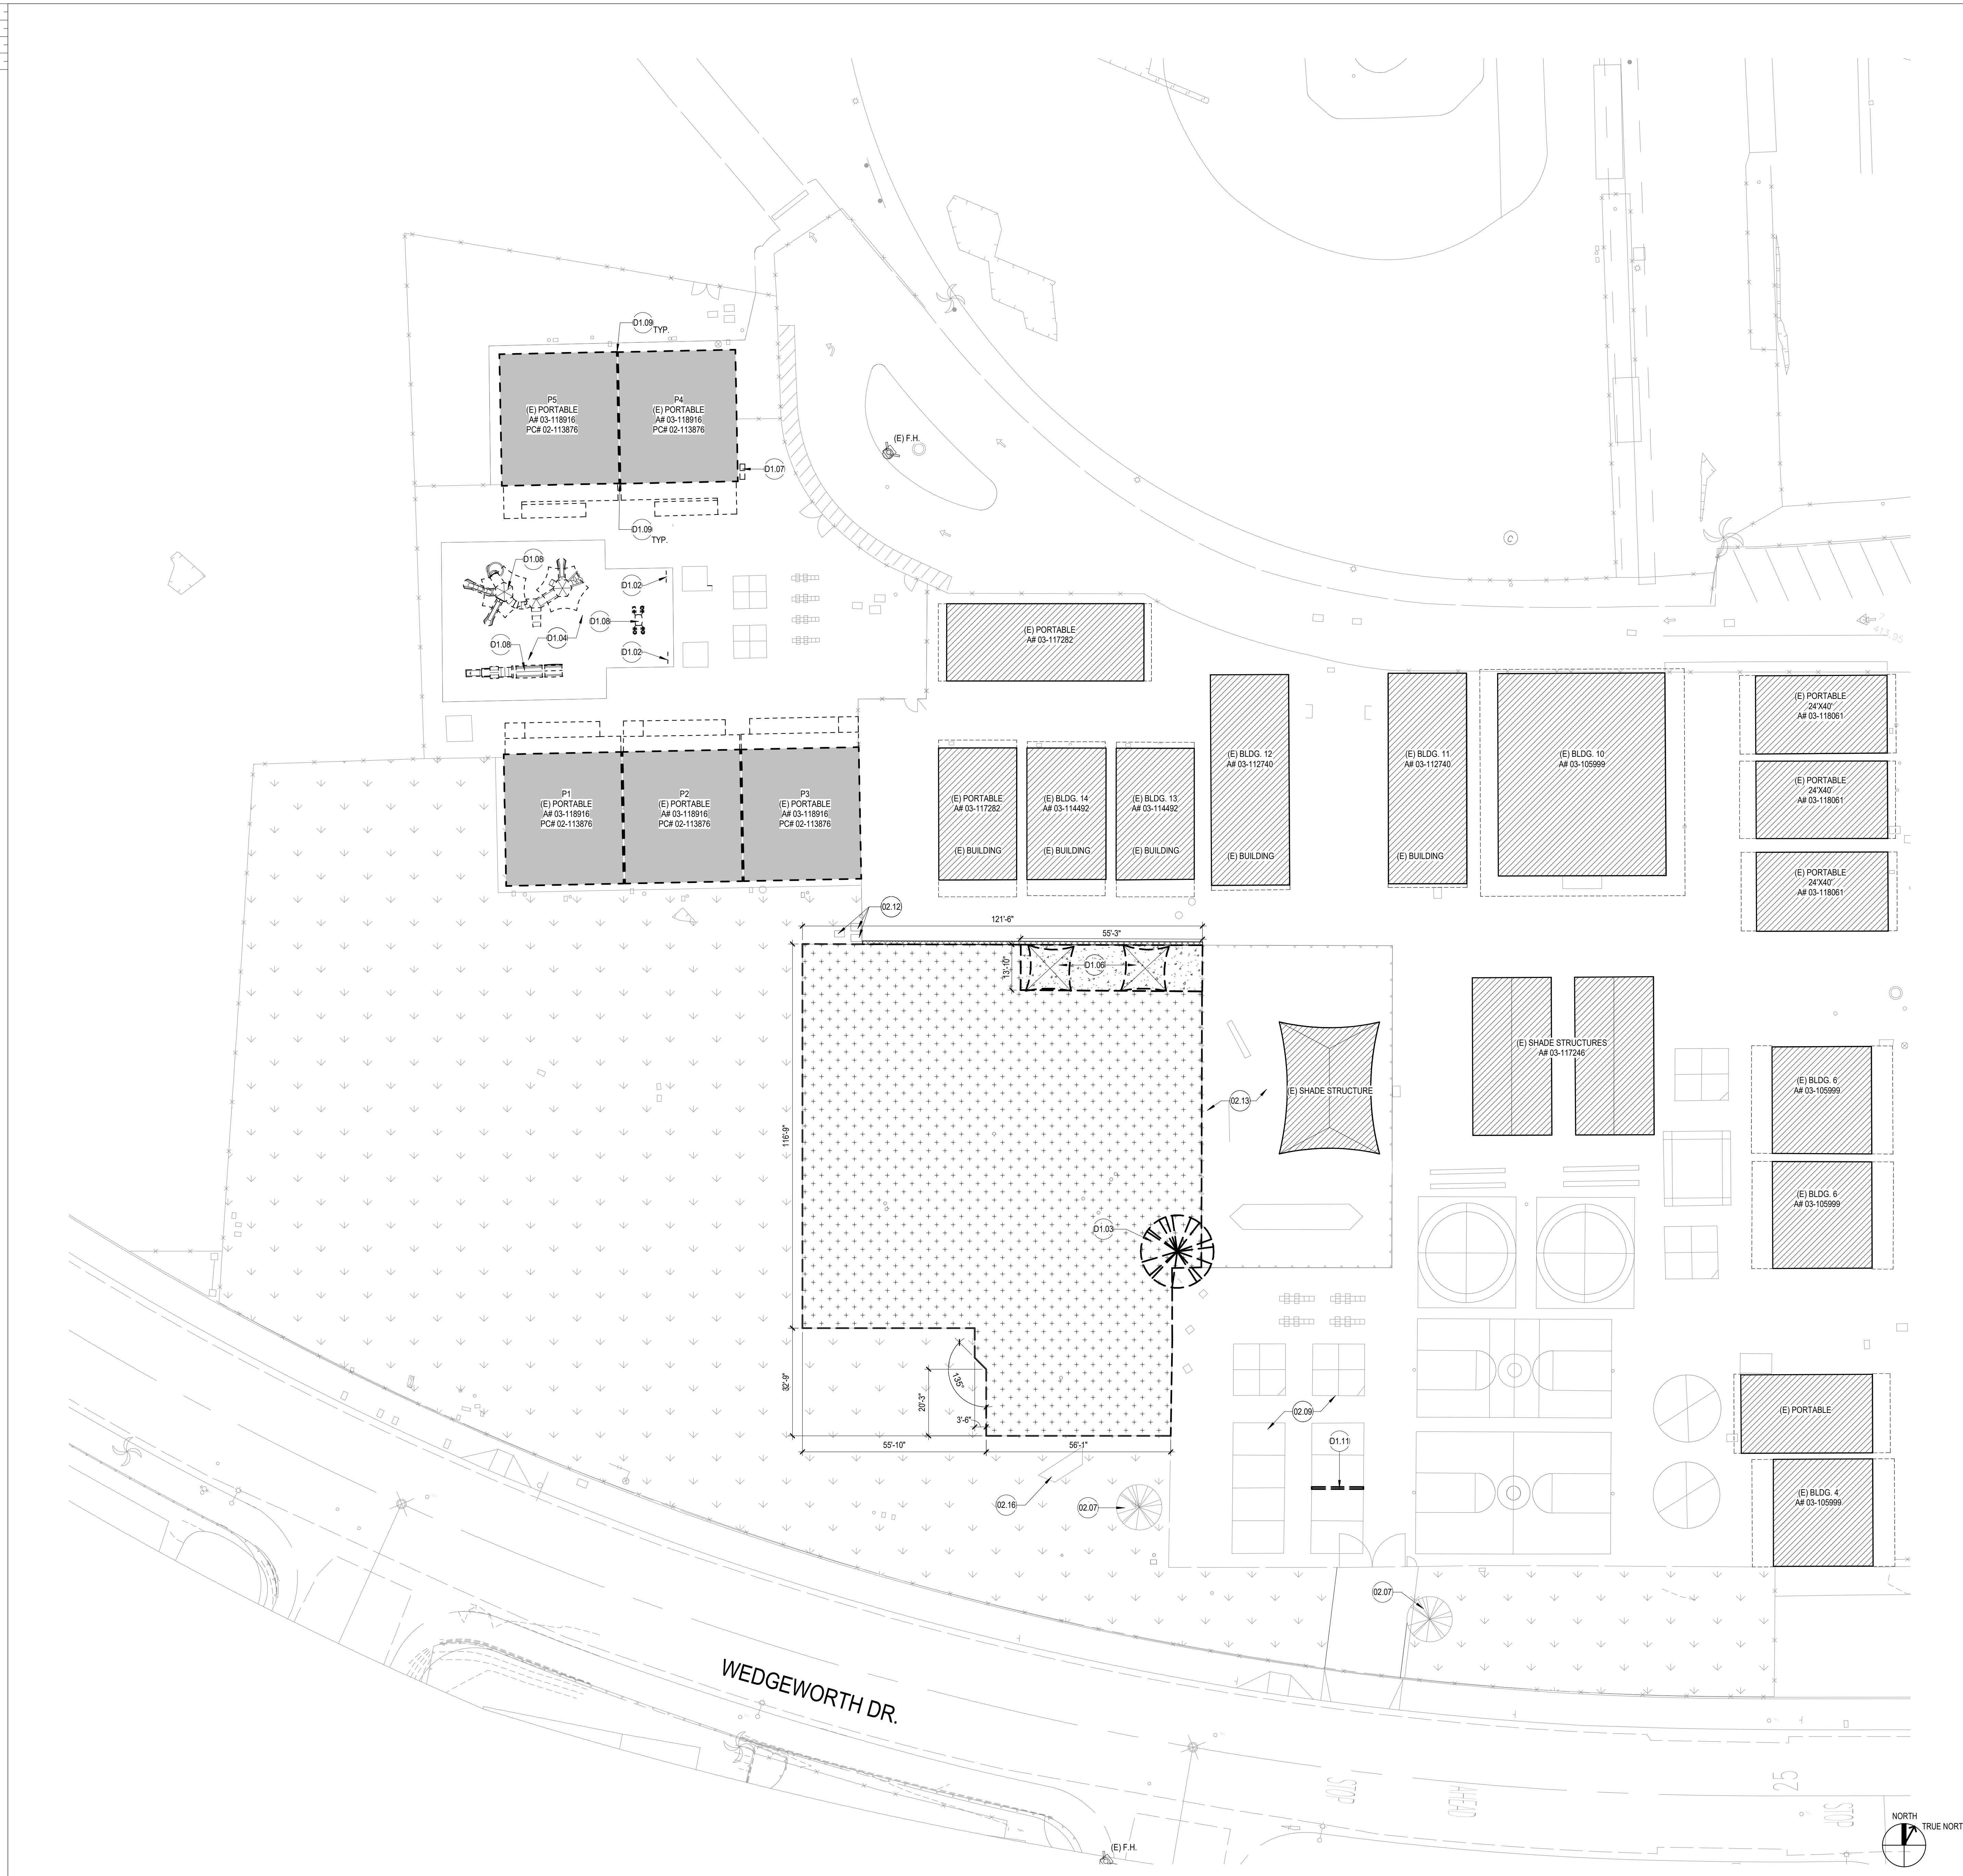 D1.09
TYP.
P5
(E) PORTABLE
A# 03-118916
PC# 02-113876
P4
(E) PORTABLE
A# 03-118916
PC# 02-113876
(E) F.H.
D1.07
D1.09
TYP.
C
D1.08
D1.02
D1.08
D1.04
D1.08
D1.02
(E) PORTABLE
A# 03-117282
(E) PORTABLE
24'X40'
A# 03-118061
(E) BLDG. 12
A# 03-112740
(E) BUILDING
(E) BLDG. 11
A# 03-112740
(E) BUILDING
(E) BLDG. 10
A# 03-105999
(E) PORTABLE
24'X40'
A# 03-118061
P1
(E) PORTABLE
A# 03-118916
PC# 02-113876
P2
(E) PORTABLE
A# 03-118916
PC# 02-113876
P3
(E) PORTABLE
A# 03-118916
PC# 02-113876
(E) PORTABLE
A# 03-117282
(E) BUILDING
(E) BLDG. 14
A# 03-114492
(E) BUILDING
(E) BLDG. 13
A# 03-114492
(E) BUILDING
(E) PORTABLE
24'X40'
A# 03-118061
02.12
121'-6"
55'-3"
13'-10"
D1.06
(E) SHADE STRUCTURES
A# 03-117246
(E) SHADE STRUCTURE
02.13
(E) BLDG. 6
A# 03-105999
116'-9"
(E) BLDG. 6
A# 03-105999
D1.03
32'-9"
135°
20'-3"
3'-6"
55'-10"
56'-1"
02.09
D1.11
(E) PORTABLE
02.16
02.07
(E) BLDG. 4
A# 03-105999
02.07
WEDGEWORTH DR.
25
(E) F.H.
NORTH
TRUE NORT